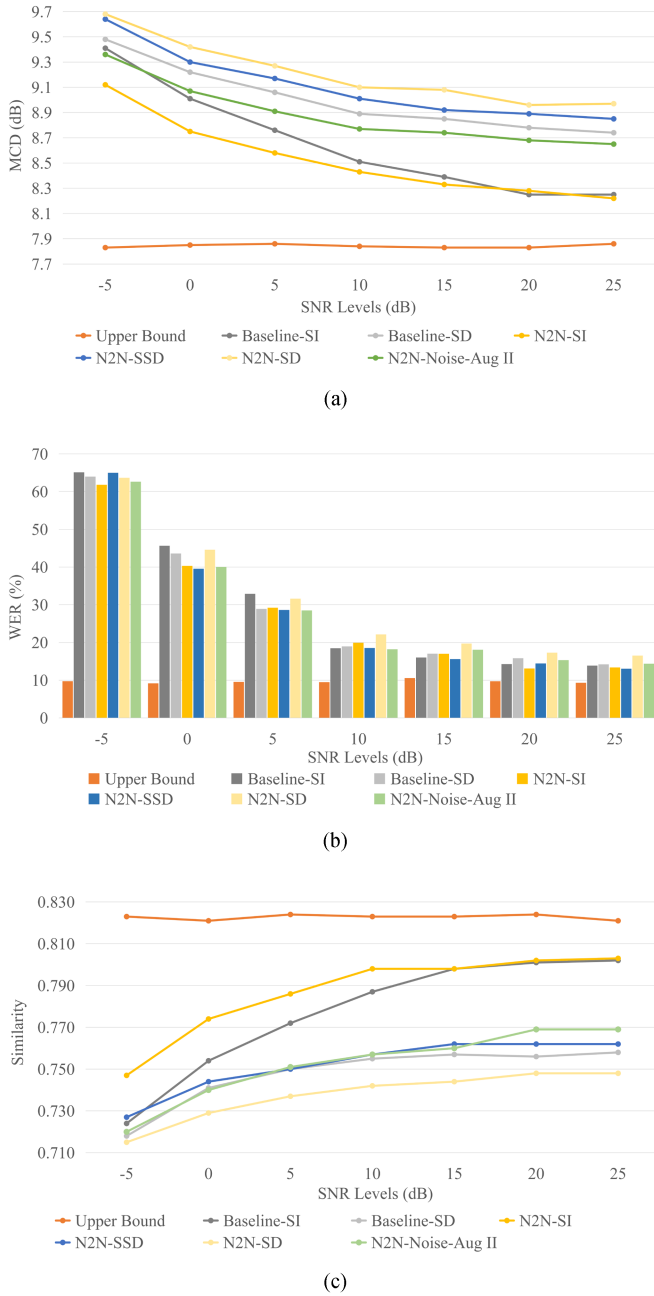 9.7
9.5
9.3
9.1
8.9
8.7
8.5
8.3
8.1
7.9
7.7
MCD (dB)
-5 0 5 10 15 20 25
SNR Levels (dB)
Upper Bound Baseline-SI Baseline-SD N2N-SI
N2N-SSD N2N-SD N2N-Noise-Aug II
(a)
70
60
50
40
30
20
10
0
WER (%)
-5 0 5 10 15 20 25
SNR Levels (dB)
Upper Bound Baseline-SI Baseline-SD N2N-SI
N2N-SSD N2N-SD N2N-Noise-Aug II
(b)
0.830
0.810
0.790
0.770
0.750
0.730
0.710
Similarity
-5 0 5 10 15 20 25
SNR Levels (dB)
Upper Bound Baseline-SI Baseline-SD N2N-SI
N2N-SSD N2N-SD N2N-Noise-Aug II
(c)